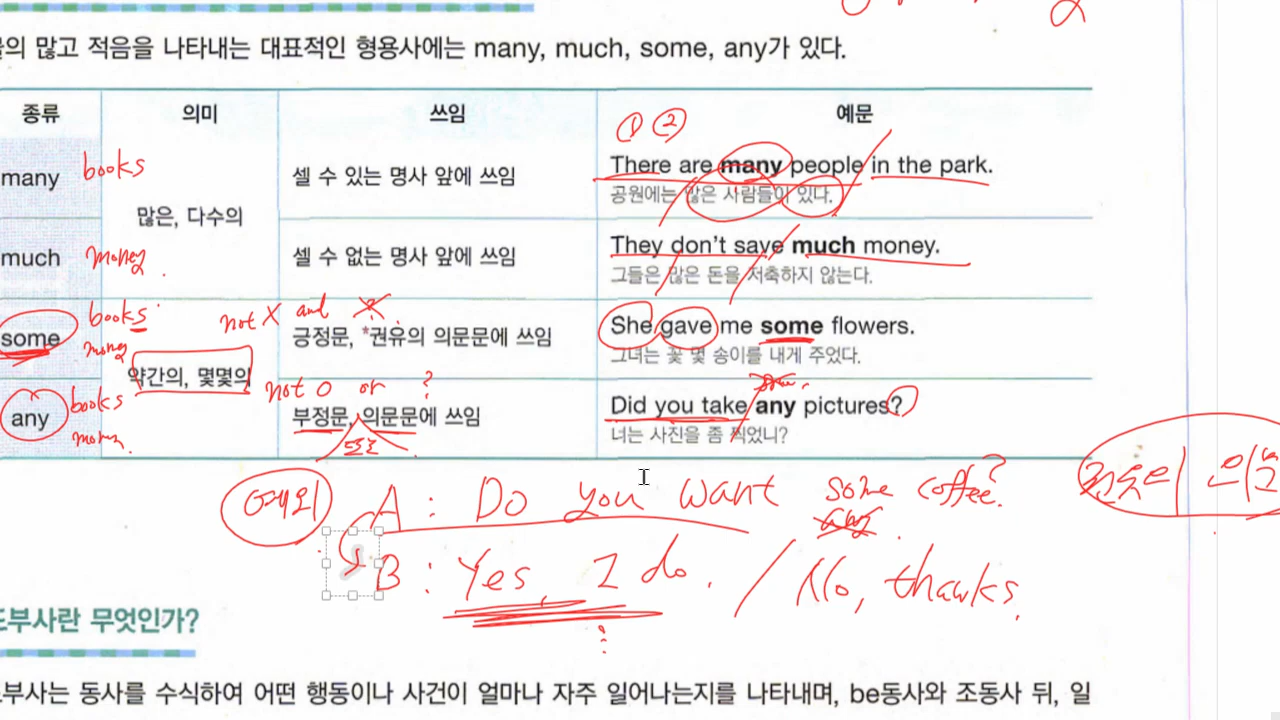 의 많고 적음을 나타내는 대표적인 형용사에는 many, much, some, any가 있다.
종류 의미 쓰임 예문
① ②
many books 많은, 다수의 셀 수 있는 명사 앞에 쓰임 There are many people in the park.
공원에는 많은 사람들이 있다.
much money 셀 수 없는 명사 앞에 쓰임 They don't save much money.
그들은 많은 돈을 저축하지 않는다.
not X and
some books money 약간의, 몇몇의 긍정문, *권유의 의문문에 쓰임 She gave me some flowers.
그녀는 꽃 몇 송이를 내게 주었다.
not O or ?
any books money 부정문, 의문문에 쓰임 Did you take any pictures?
너는 사진을 좀 찍었니?
또는
예외 A : Do you want some coffee?
any
B : Yes, I do. / No, thanks.
부사란 무엇인가?
부사는 동사를 수식하여 어떤 행동이나 사건이 얼마나 자주 일어나는지를 나타내며, be동사와 조동사 뒤, 일